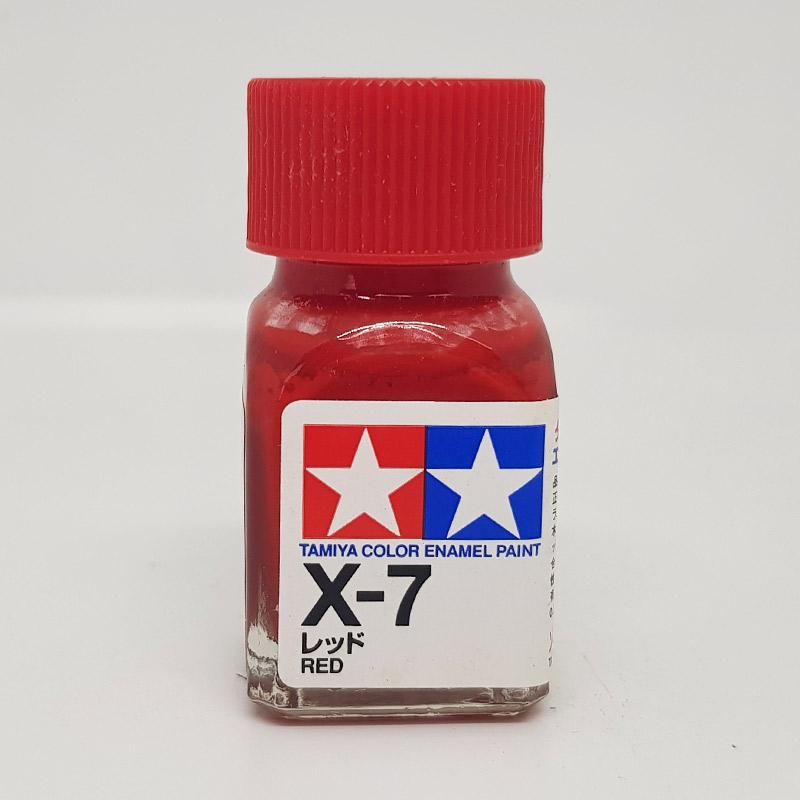 TAMIYA COLOR ENAMEL PAINT
X-7
レッド
RED